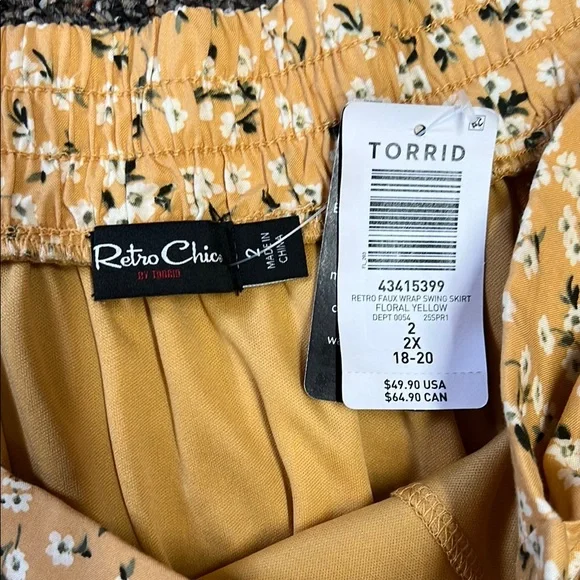 Retro Chic
BY TORRID
2
MADE IN
CHINA
TORRID
43415399
RETRO FAUX WRAP SWING SKIRT
FLORAL YELLOW
DEPT 0054 25SPR1
2
2X
18-20
$49.90 USA
$64.90 CAN